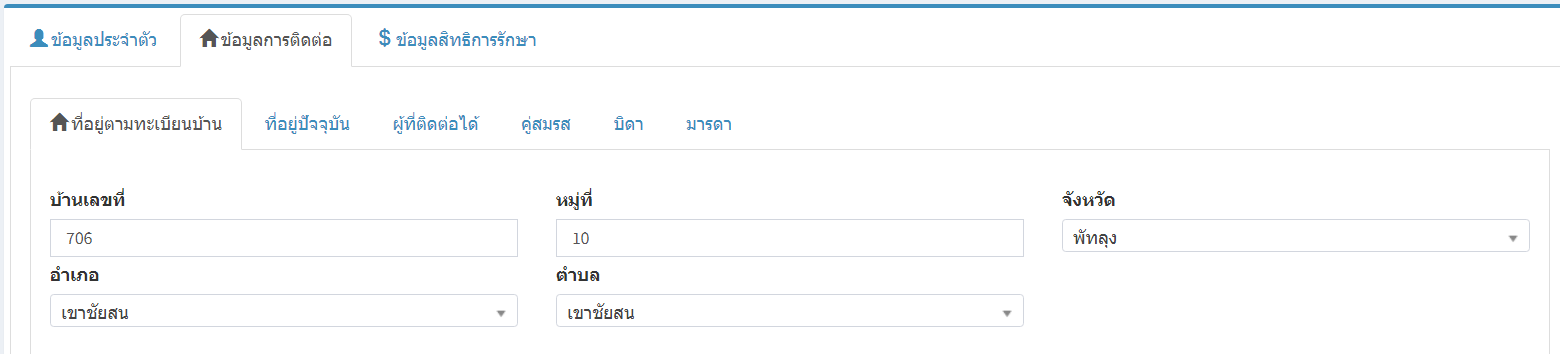 ข้อมูลประจำตัว ข้อมูลการติดต่อ $ ข้อมูลสิทธิการรักษา
ที่อยู่ตามทะเบียนบ้าน ที่อยู่ปัจจุบัน ผู้ที่ติดต่อได้ คู่สมรส บิดา มารดา
บ้านเลขที่ หมู่ที่ จังหวัด
706 10 พัทลุง
อำเภอ ตำบล
เขาชัยสน เขาชัยสน